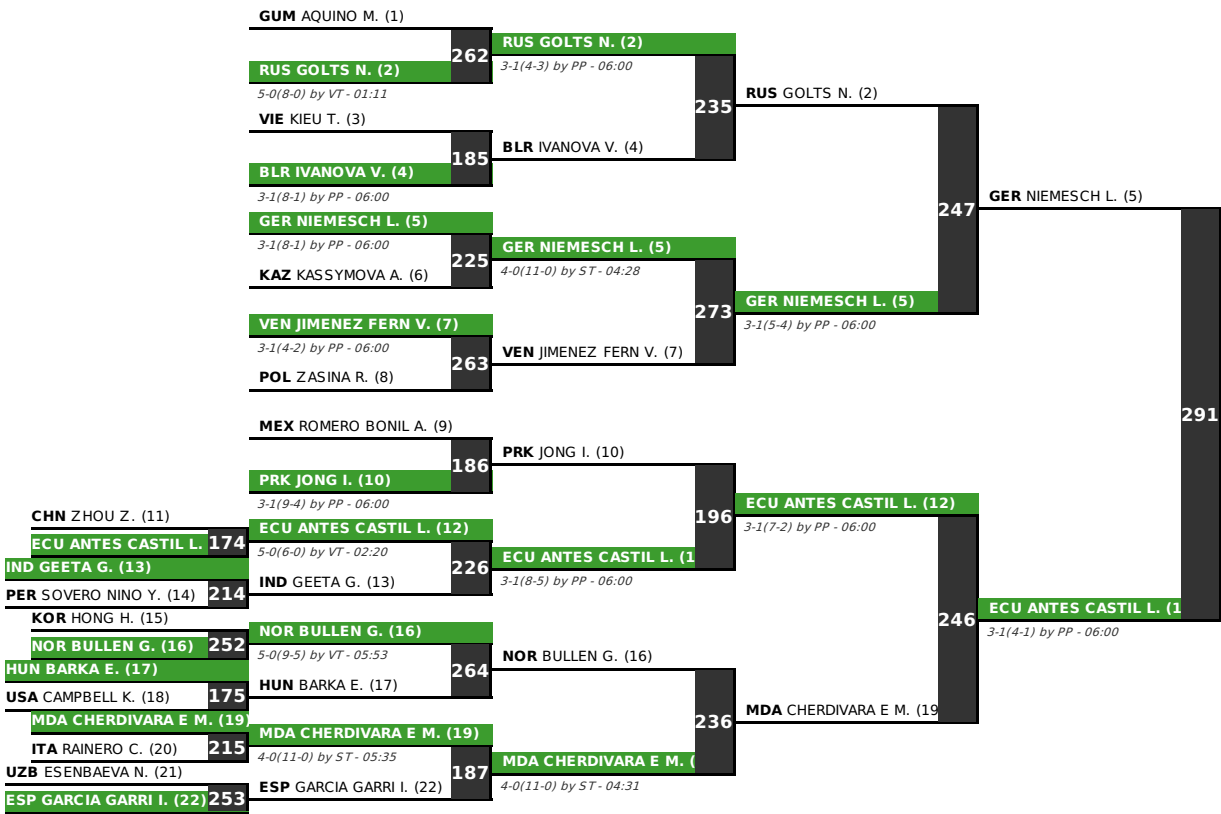 GUM AQUINO M. (1)
262
RUS GOLTS N. (2)
5-0(8-0) by VT - 01:11
VIE KIEU T. (3)
185
BLR IVANOVA V. (4)
3-1(8-1) by PP - 06:00
GER NIEMESCH L. (5)
3-1(8-1) by PP - 06:00
225
KAZ KASSYMOVA A. (6)
VEN JIMENEZ FERN V. (7)
3-1(4-2) by PP - 06:00
263
POL ZASINA R. (8)
MEX ROMERO BONIL A. (9)
186
PRK JONG I. (10)
3-1(9-4) by PP - 06:00
CHN ZHOU Z. (11)
ECU ANTES CASTIL L.
174
IND GEETA G. (13)
PER SOVERO NINO Y. (14)
214
KOR HONG H. (15)
NOR BULLEN G. (16)
252
HUN BARKA E. (17)
USA CAMPBELL K. (18)
175
MDA CHERDIVARA E M. (19)
ITA RAINERO C. (20)
215
UZB ESENBAEVA N. (21)
ESP GARCIA GARRI I. (22)
253
ECU ANTES CASTIL L. (12)
5-0(6-0) by VT - 02:20
226
IND GEETA G. (13)
NOR BULLEN G. (16)
5-0(9-5) by VT - 05:53
264
HUN BARKA E. (17)
MDA CHERDIVARA E M. (19)
4-0(11-0) by ST - 05:35
187
ESP GARCIA GARRI I. (22)
RUS GOLTS N. (2)
3-1(4-3) by PP - 06:00
235
BLR IVANOVA V. (4)
GER NIEMESCH L. (5)
4-0(11-0) by ST - 04:28
273
VEN JIMENEZ FERN V. (7)
PRK JONG I. (10)
196
ECU ANTES CASTIL L. (1
3-1(8-5) by PP - 06:00
NOR BULLEN G. (16)
236
MDA CHERDIVARA E M. (
4-0(11-0) by ST - 04:31
RUS GOLTS N. (2)
247
GER NIEMESCH L. (5)
3-1(5-4) by PP - 06:00
ECU ANTES CASTIL L. (12)
3-1(7-2) by PP - 06:00
246
MDA CHERDIVARA E M. (19
GER NIEMESCH L. (5)
291
ECU ANTES CASTIL L. (1
3-1(4-1) by PP - 06:00